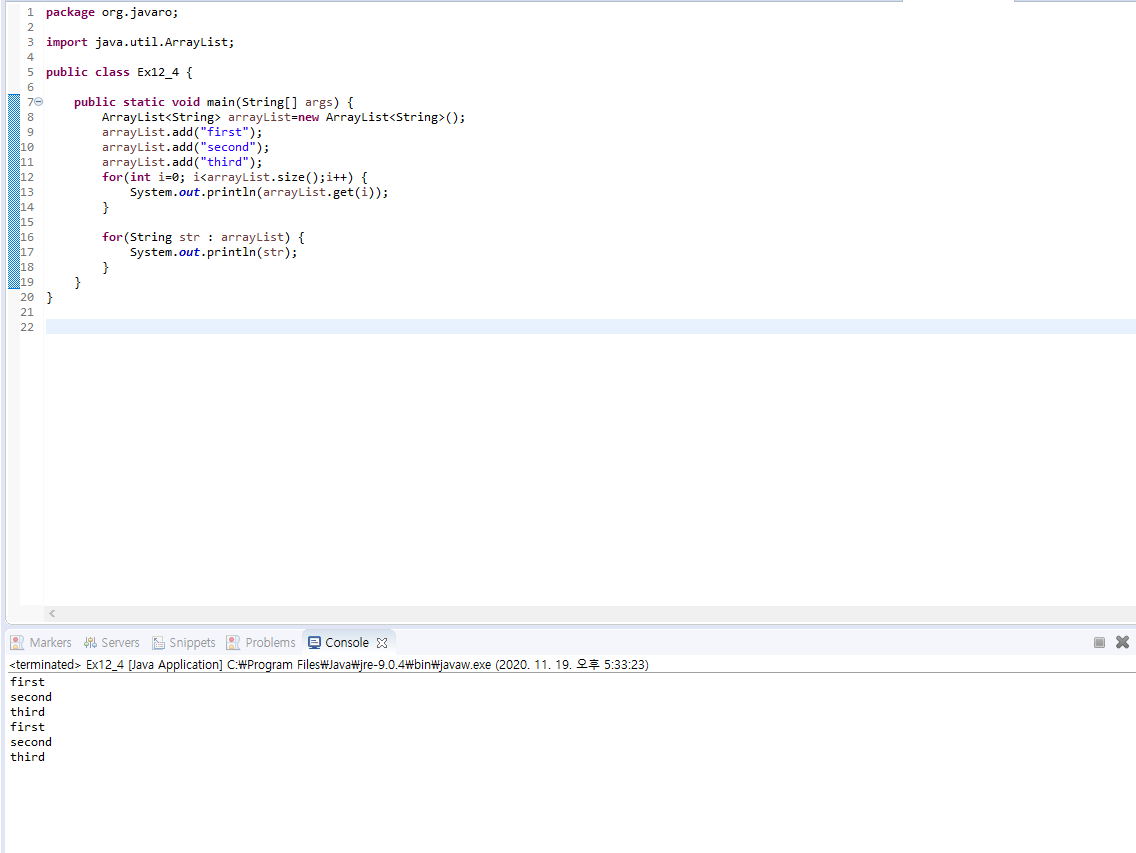 1 package org.javaro;
2
3 import java.util.ArrayList;
4
5 public class Ex12_4 {
6
7 public static void main(String[] args) {
8 ArrayList<String> arrayList=new ArrayList<String>();
9 arrayList.add("first");
10 arrayList.add("second");
11 arrayList.add("third");
12 for(int i=0; i<arrayList.size();i++) {
13 System.out.println(arrayList.get(i));
14 }
15
16 for(String str : arrayList) {
17 System.out.println(str);
18 }
19 }
20 }
21
22
Markers Servers Snippets Problems Console
<terminated> Ex12_4 [Java Application] C:₩Program Files₩Java₩jre-9.0.4₩bin₩javaw.exe (2020. 11. 19. 오후 5:33:23)
first
second
third
first
second
third